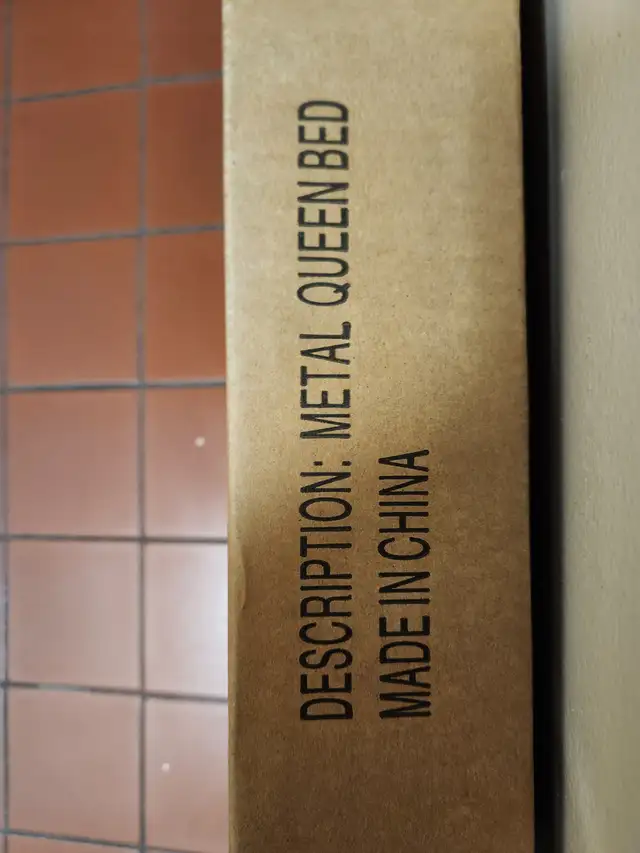 DESCRIPTION: METAL QUEEN BED
MADE IN CHINA